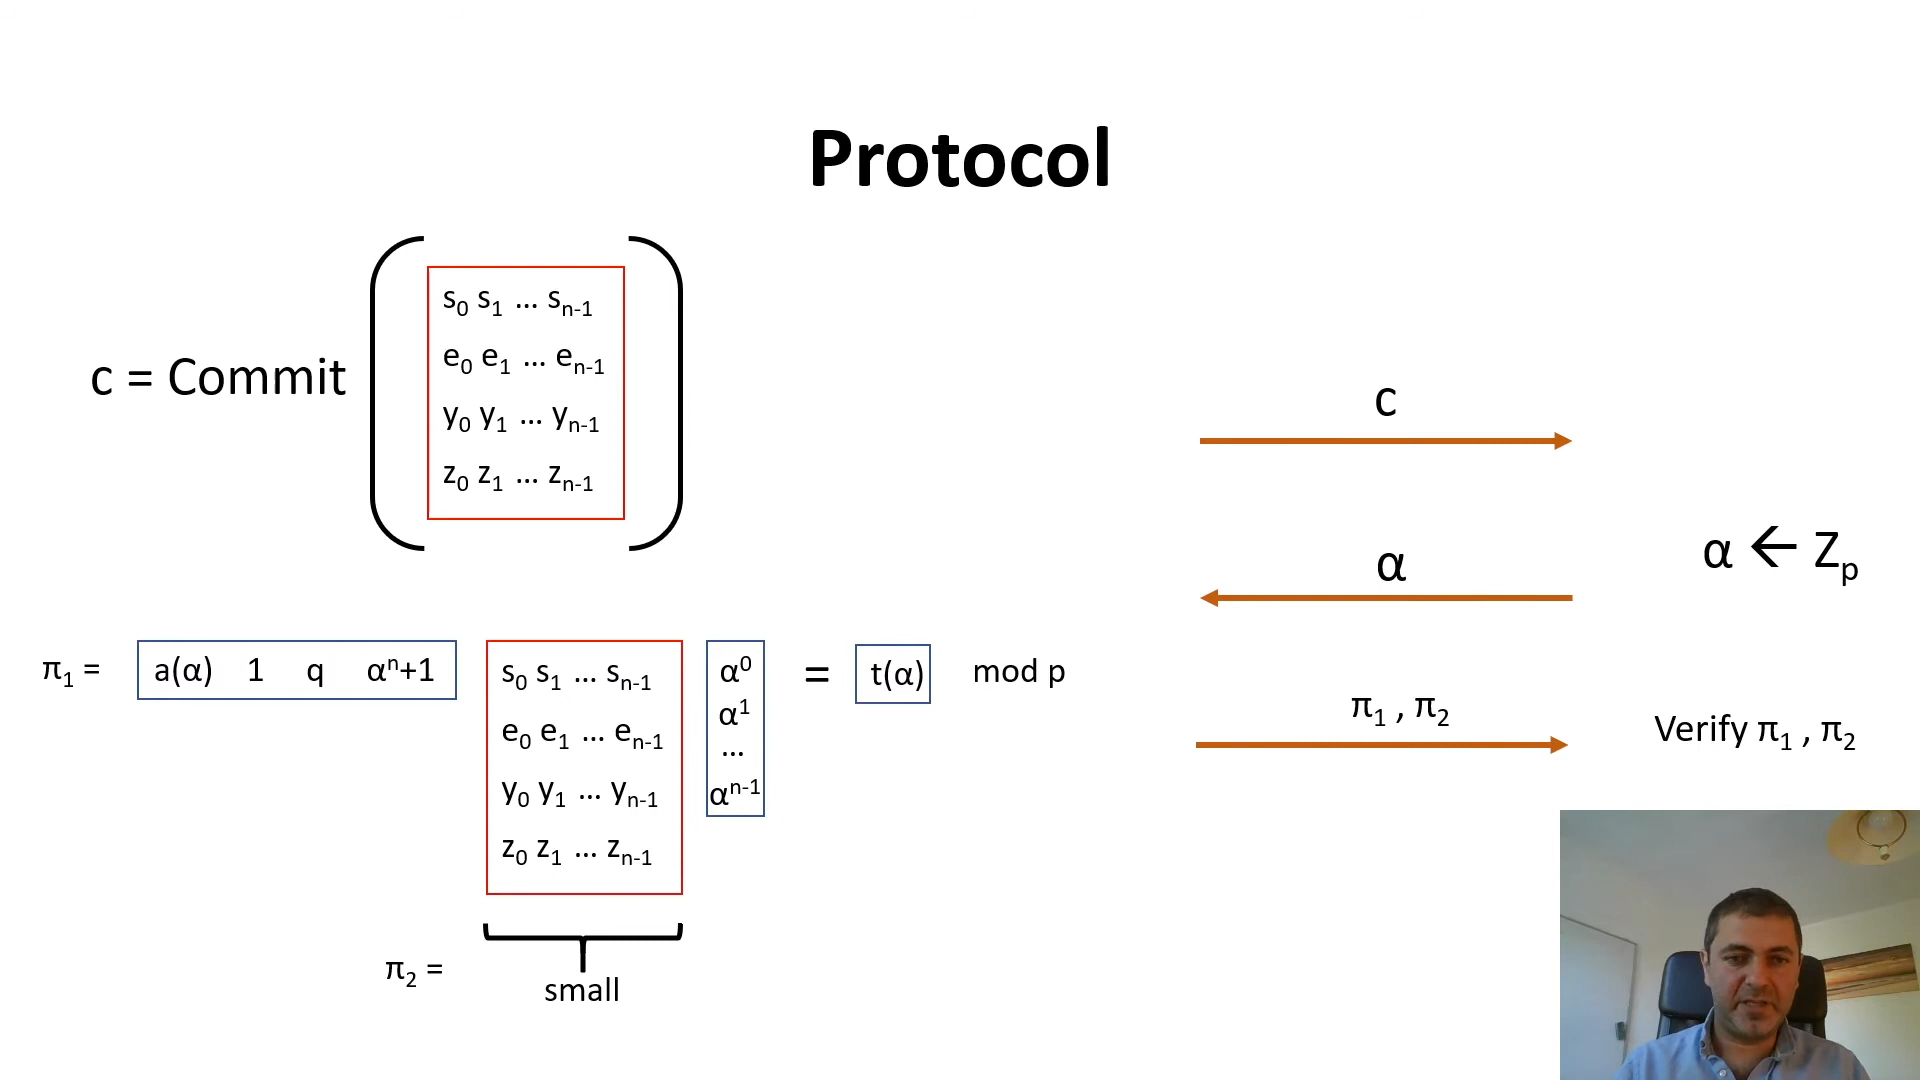 Protocol
c = Commit
s₀ s₁ … sₙ₋₁
e₀ e₁ … eₙ₋₁
y₀ y₁ … yₙ₋₁
z₀ z₁ … zₙ₋₁
c
α ← Zₚ
α
π₁ = a(α) 1 q αⁿ+1
s₀ s₁ … sₙ₋₁
e₀ e₁ … eₙ₋₁
y₀ y₁ … yₙ₋₁
z₀ z₁ … zₙ₋₁
α⁰
α¹
…
αⁿ⁻¹
= t(α) mod p
π₁ , π₂
Verify π₁ , π₂
π₂ =
small